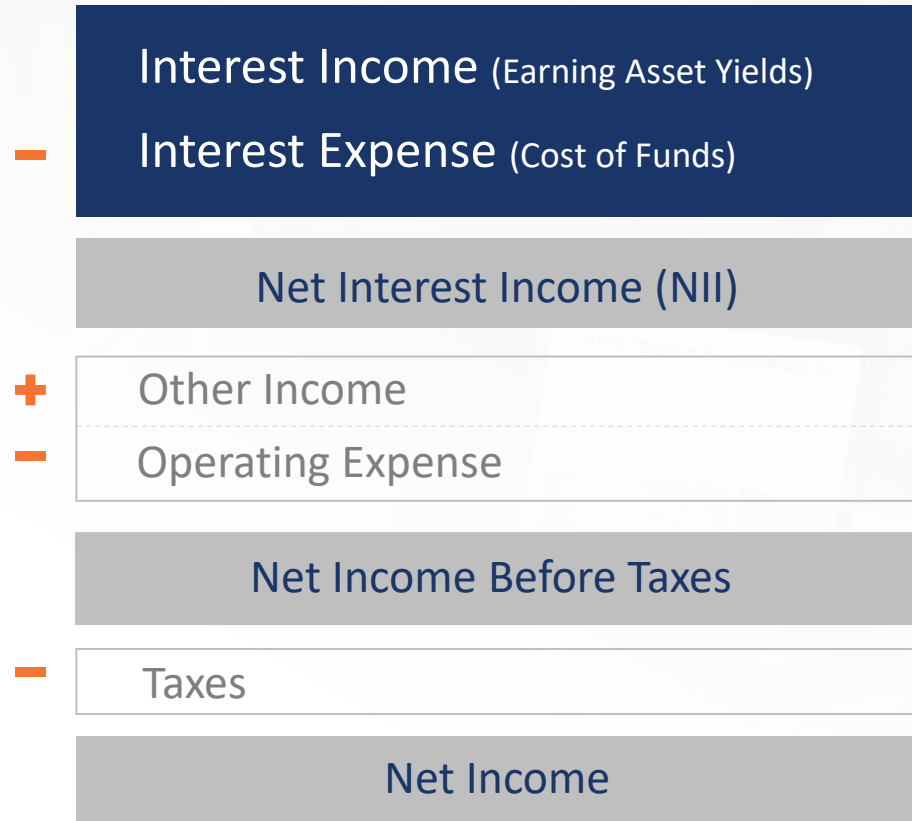 Interest Income (Earning Asset Yields)
- Interest Expense (Cost of Funds)
Net Interest Income (NII)
+ Other Income
- Operating Expense
Net Income Before Taxes
- Taxes
Net Income